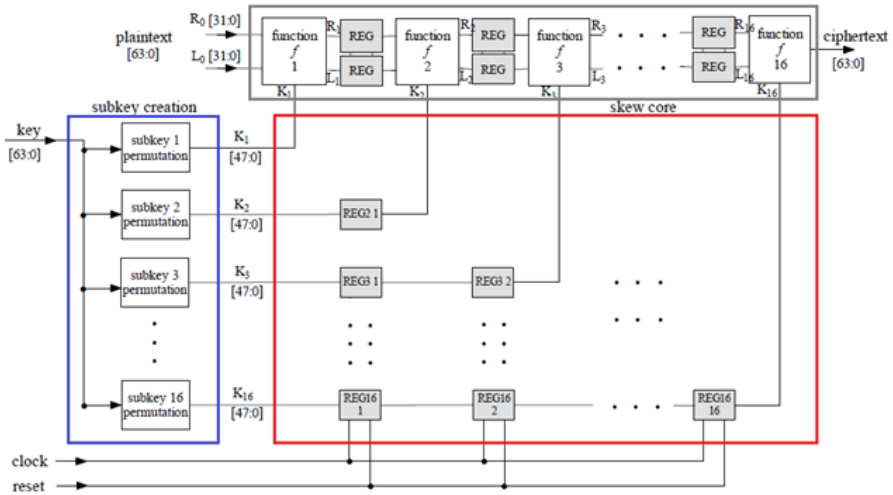 R0 [31:0]
plaintext
[63:0]
L0 [31:0]
function
f
1
R1
REG
L1
REG
K1
function
f
2
R2
REG
L2
REG
K2
function
f
3
R3
L3
K3
. . .
. . .
REG
R16
REG
L16
function
f
16
K16
ciphertext
[63:0]
subkey creation
skew core
key
[63:0]
subkey 1
permutation
K1
[47:0]
subkey 2
permutation
K2
[47:0]
REG2 1
subkey 3
permutation
K3
[47:0]
REG3 1
REG3 2
. . .
. . .
subkey 16
permutation
K16
[47:0]
REG16
1
REG16
2
. . .
REG16
16
clock
reset